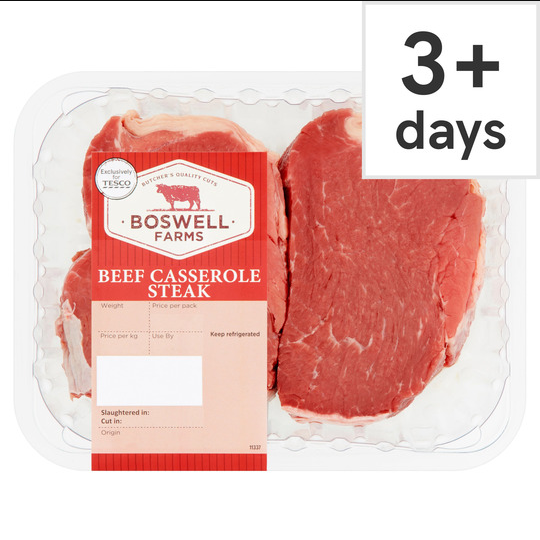 3+
days
Exclusively
for
TESCO
BUTCHER'S QUALITY CUTS
· BOSWELL ·
FARMS
BEEF CASSEROLE
STEAK
Weight
Price per pack
Price per kg
Use By
Keep refrigerated
Slaughtered in:
Cut in:
Origin
11337